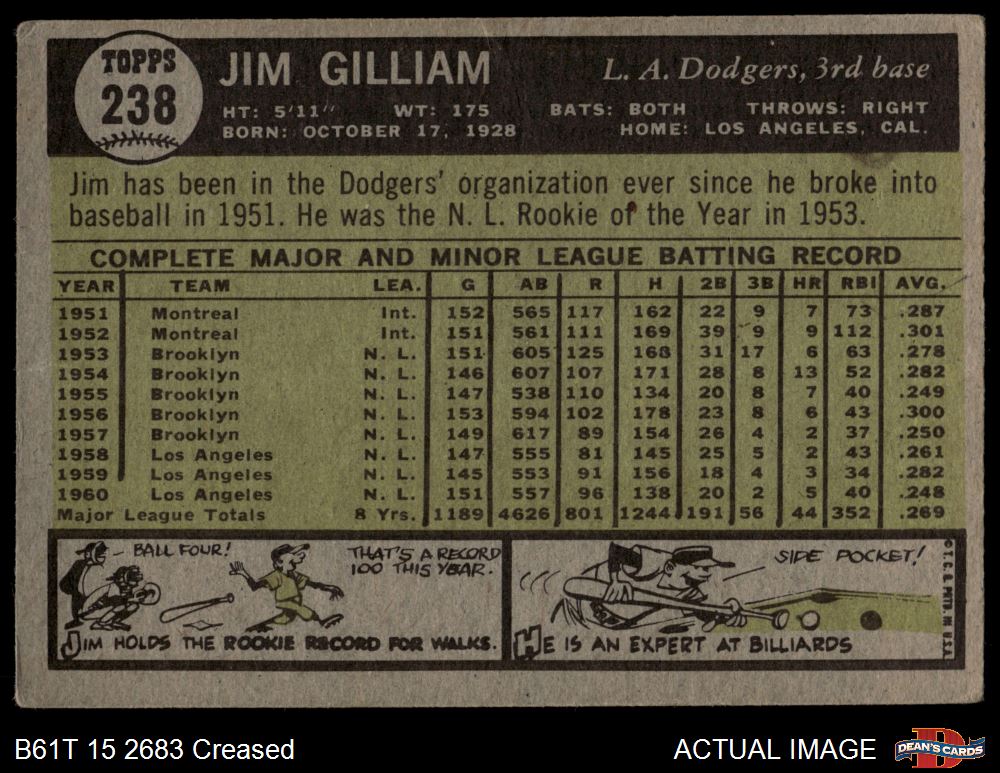 TOPPS
238
JIM GILLIAM
L. A. Dodgers, 3rd base
HT: 5'11" WT: 175 BATS: BOTH THROWS: RIGHT
BORN: OCTOBER 17, 1928 HOME: LOS ANGELES, CAL.
Jim has been in the Dodgers' organization ever since he broke into
baseball in 1951. He was the N. L. Rookie of the Year in 1953.
COMPLETE MAJOR AND MINOR LEAGUE BATTING RECORD
YEAR TEAM LEA. G AB R H 2B 3B HR RBI AVG.
1951 Montreal Int. 152 565 117 162 22 9 7 73 .287
1952 Montreal Int. 151 561 111 169 39 9 9 112 .301
1953 Brooklyn N. L. 151 605 125 168 31 17 6 63 .278
1954 Brooklyn N. L. 146 607 107 171 28 8 13 52 .282
1955 Brooklyn N. L. 147 538 110 134 20 8 7 40 .249
1956 Brooklyn N. L. 153 594 102 178 23 8 6 43 .300
1957 Brooklyn N. L. 149 617 89 154 26 4 2 37 .250
1958 Los Angeles N. L. 147 555 81 145 25 5 2 43 .261
1959 Los Angeles N. L. 145 553 91 156 18 4 3 34 .282
1960 Los Angeles N. L. 151 557 96 138 20 2 5 40 .248
Major League Totals 8 Yrs. 1189 4626 801 1244 191 56 44 352 .269
BALL FOUR!
THAT'S A RECORD
100 THIS YEAR.
JIM HOLDS THE ROOKIE RECORD FOR WALKS.
SIDE POCKET!
HE IS AN EXPERT AT BILLIARDS
© T.C.G. PRTD. IN U.S.A.
B61T 15 2683 Creased
ACTUAL IMAGE
DEAN'S CARDS